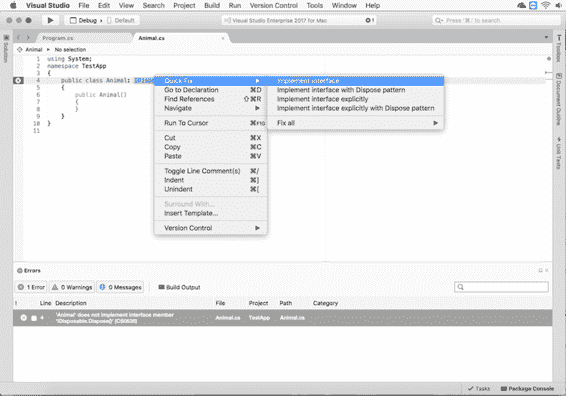 Visual Studio File Edit View Search Project Build Run Version Control Tools Window Help
Debug Default
Visual Studio Enterprise 2017 for Mac
1
Press '⌘.' to search
Solution
Program.cs
Animal.cs
Animal
No selection
1 using System;
2 namespace TestApp
3 {
4 public class Animal:
5 {
6 public Animal()
7 {
8 }
9 }
10 }
11
Quick Fix
Go to Declaration ⌘D
Find References ⇧⌘R
Navigate
Run To Cursor
Cut ⌘X
Copy ⌘C
Paste ⌘V
Toggle Line Comment(s) ⌘/
Indent ⌘]
Unindent ⌘[
Surround With...
Insert Template...
Version Control
Implement interface
Implement interface with Dispose pattern
Implement interface explicitly
Implement interface explicitly with Dispose pattern
Fix all
Toolbox
Document Outline
Unit Tests
Errors
1 Error
0 Warnings
0 Messages
Build Output
! Line Description File Project Path Category
4 'Animal' does not implement interface member 'IDisposable.Dispose()' (CS0535) Animal.cs TestApp Animal.cs
Tasks
Package Console